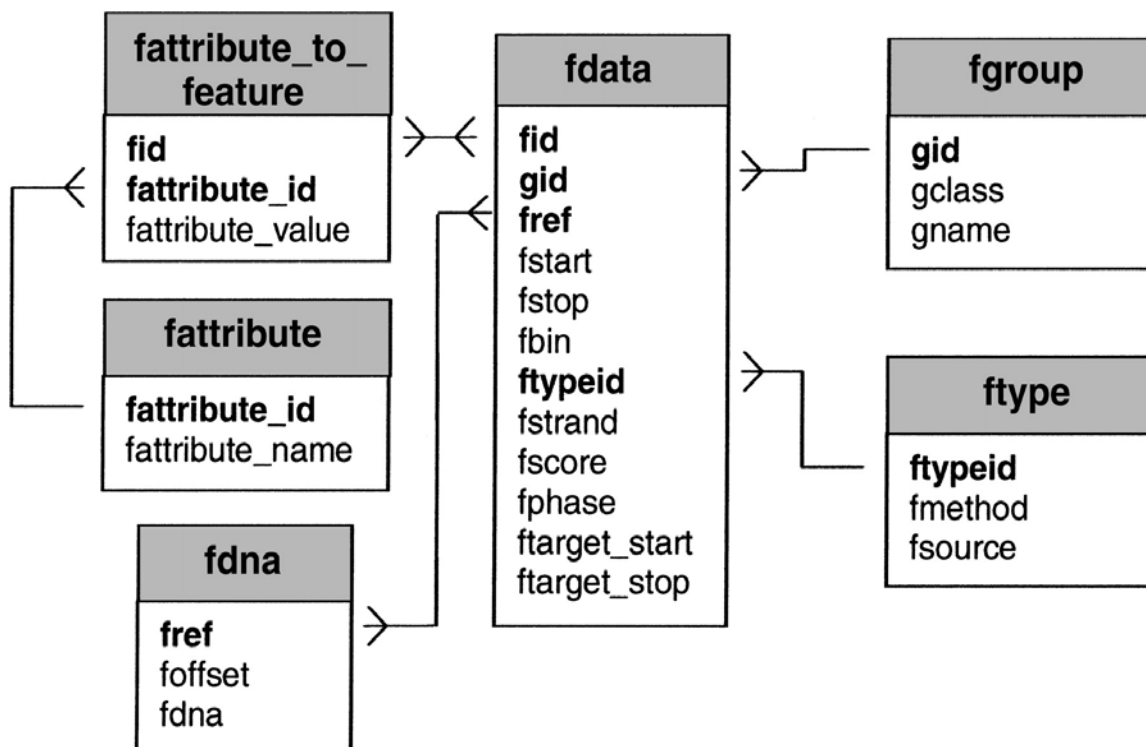 fattribute_to_
feature
fid
fattribute_id
fattribute_value
fattribute
fattribute_id
fattribute_name
fdna
fref
foffset
fdna
fdata
fid
gid
fref
fstart
fstop
fbin
ftypeid
fstrand
fscore
fphase
ftarget_start
ftarget_stop
fgroup
gid
gclass
gname
ftype
ftypeid
fmethod
fsource